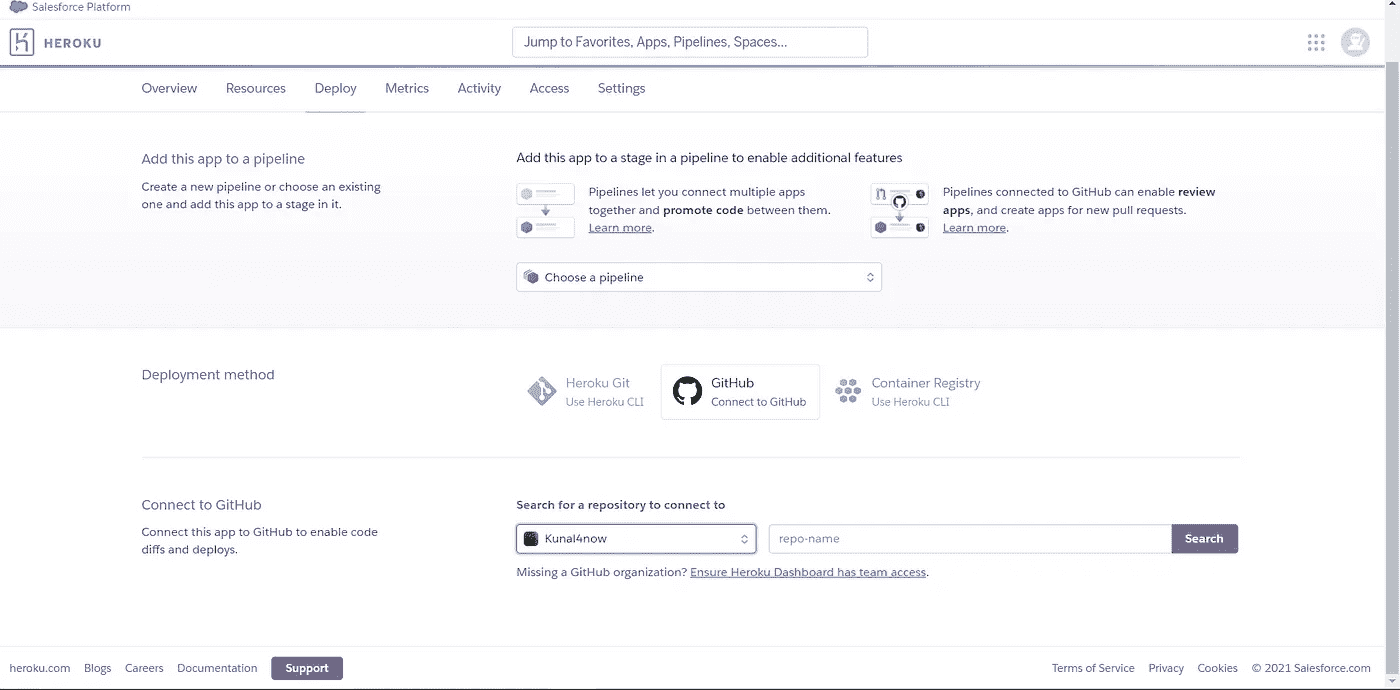 Salesforce Platform
HEROKU
Jump to Favorites, Apps, Pipelines, Spaces...
Overview
Resources
Deploy
Metrics
Activity
Access
Settings
Add this app to a pipeline
Create a new pipeline or choose an existing
one and add this app to a stage in it.
Add this app to a stage in a pipeline to enable additional features
Pipelines let you connect multiple apps
together and promote code between them.
Learn more.
Pipelines connected to GitHub can enable review
apps, and create apps for new pull requests.
Learn more.
Choose a pipeline
Deployment method
Heroku Git
Use Heroku CLI
GitHub
Connect to GitHub
Container Registry
Use Heroku CLI
Connect to GitHub
Connect this app to GitHub to enable code
diffs and deploys.
Search for a repository to connect to
Kunal4now
repo-name
Search
Missing a GitHub organization? Ensure Heroku Dashboard has team access.
heroku.com
Blogs
Careers
Documentation
Support
Terms of Service
Privacy
Cookies
© 2021 Salesforce.com